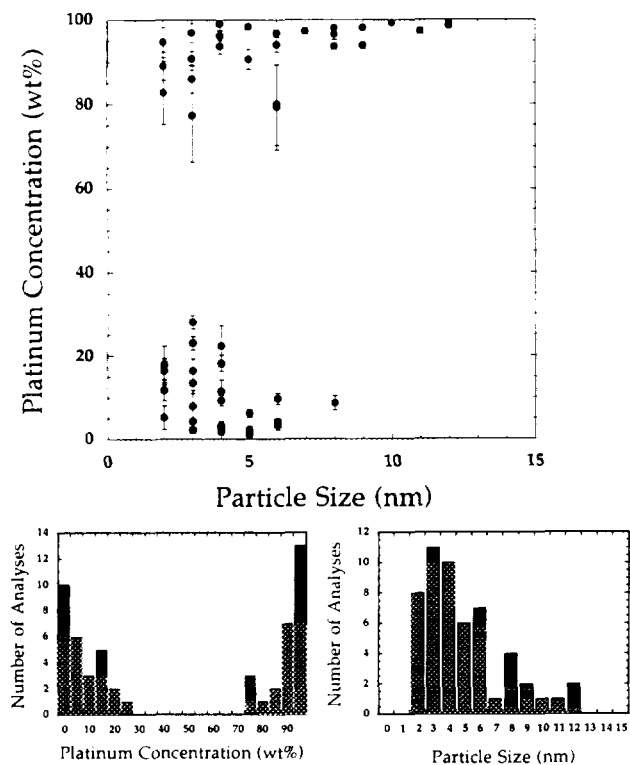 Platinum Concentration (wt%)
100
80
60
40
20
0
0 5 10 15
Particle Size (nm)
Number of Analyses
14
12
10
8
6
4
2
0
0 10 20 30 40 50 60 70 80 90
Platinum Concentration (wt%)
Number of Analyses
12
10
8
6
4
2
0
0 1 2 3 4 5 6 7 8 9 10 11 12 13 14 15
Particle Size (nm)